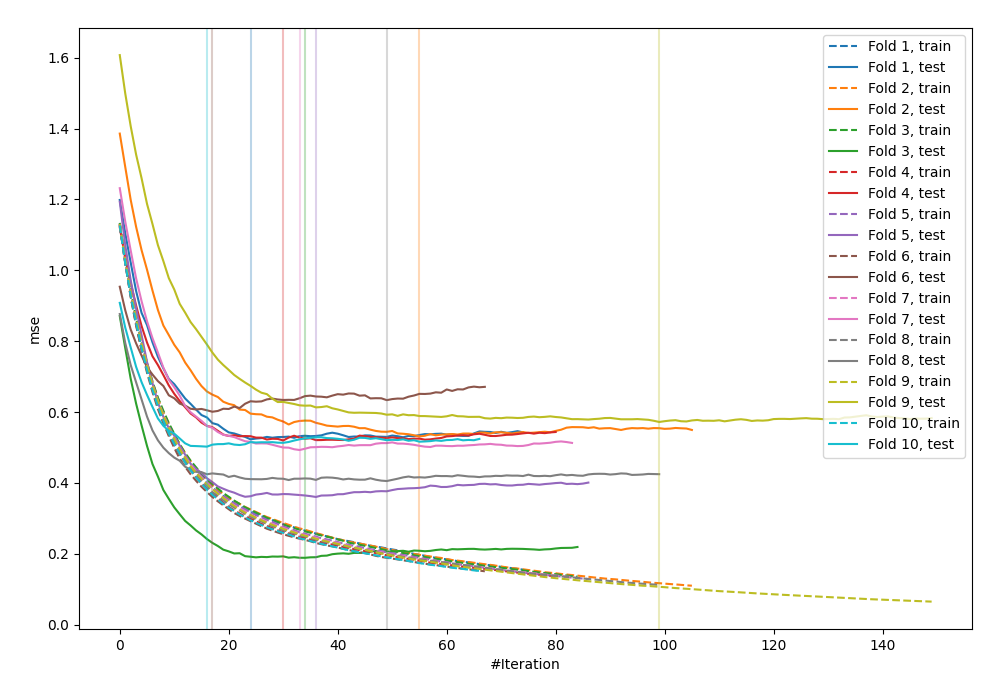 1.6
1.4
1.2
1.0
0.8
0.6
0.4
0.2
0.0
mse
0 20 40 60 80 100 120 140
#Iteration
Fold 1, train
Fold 1, test
Fold 2, train
Fold 2, test
Fold 3, train
Fold 3, test
Fold 4, train
Fold 4, test
Fold 5, train
Fold 5, test
Fold 6, train
Fold 6, test
Fold 7, train
Fold 7, test
Fold 8, train
Fold 8, test
Fold 9, train
Fold 9, test
Fold 10, train
Fold 10, test